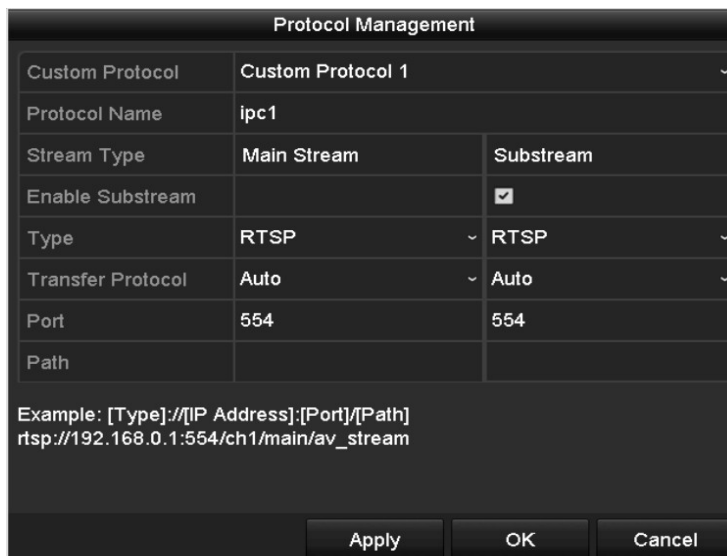 Protocol Management
Custom Protocol Custom Protocol 1
Protocol Name ipc1
Stream Type Main Stream Substream
Enable Substream
Type RTSP RTSP
Transfer Protocol Auto Auto
Port 554 554
Path
Example: [Type]://[IP Address]:[Port]/[Path]
rtsp://192.168.0.1:554/ch1/main/av_stream
Apply OK Cancel